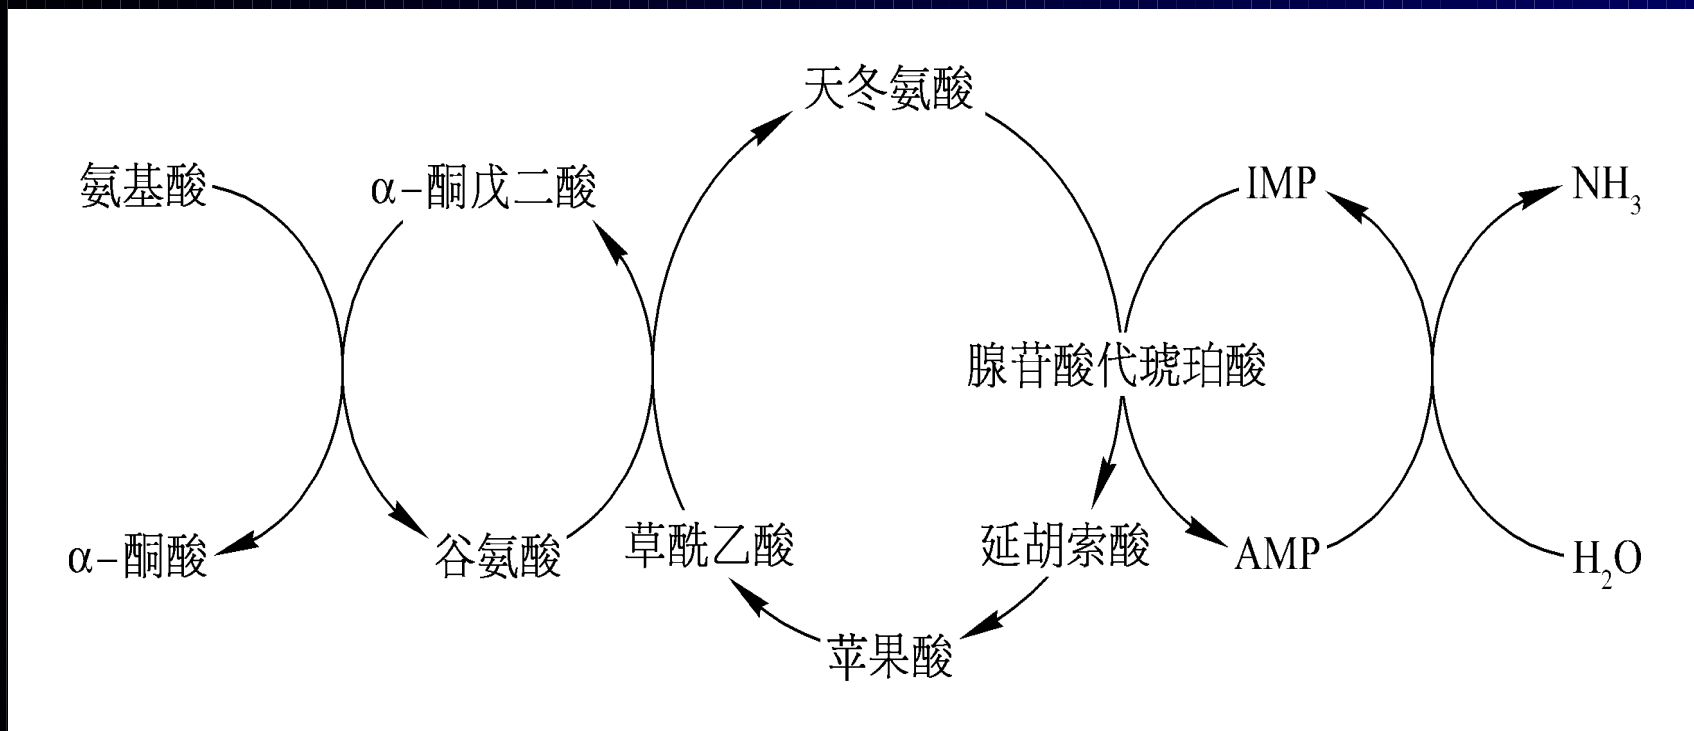 天冬氨酸
氨基酸
α-酮戊二酸
IMP
NH₃
腺苷酸代琥珀酸
α-酮酸
谷氨酸
草酰乙酸
延胡索酸
AMP
H₂O
苹果酸